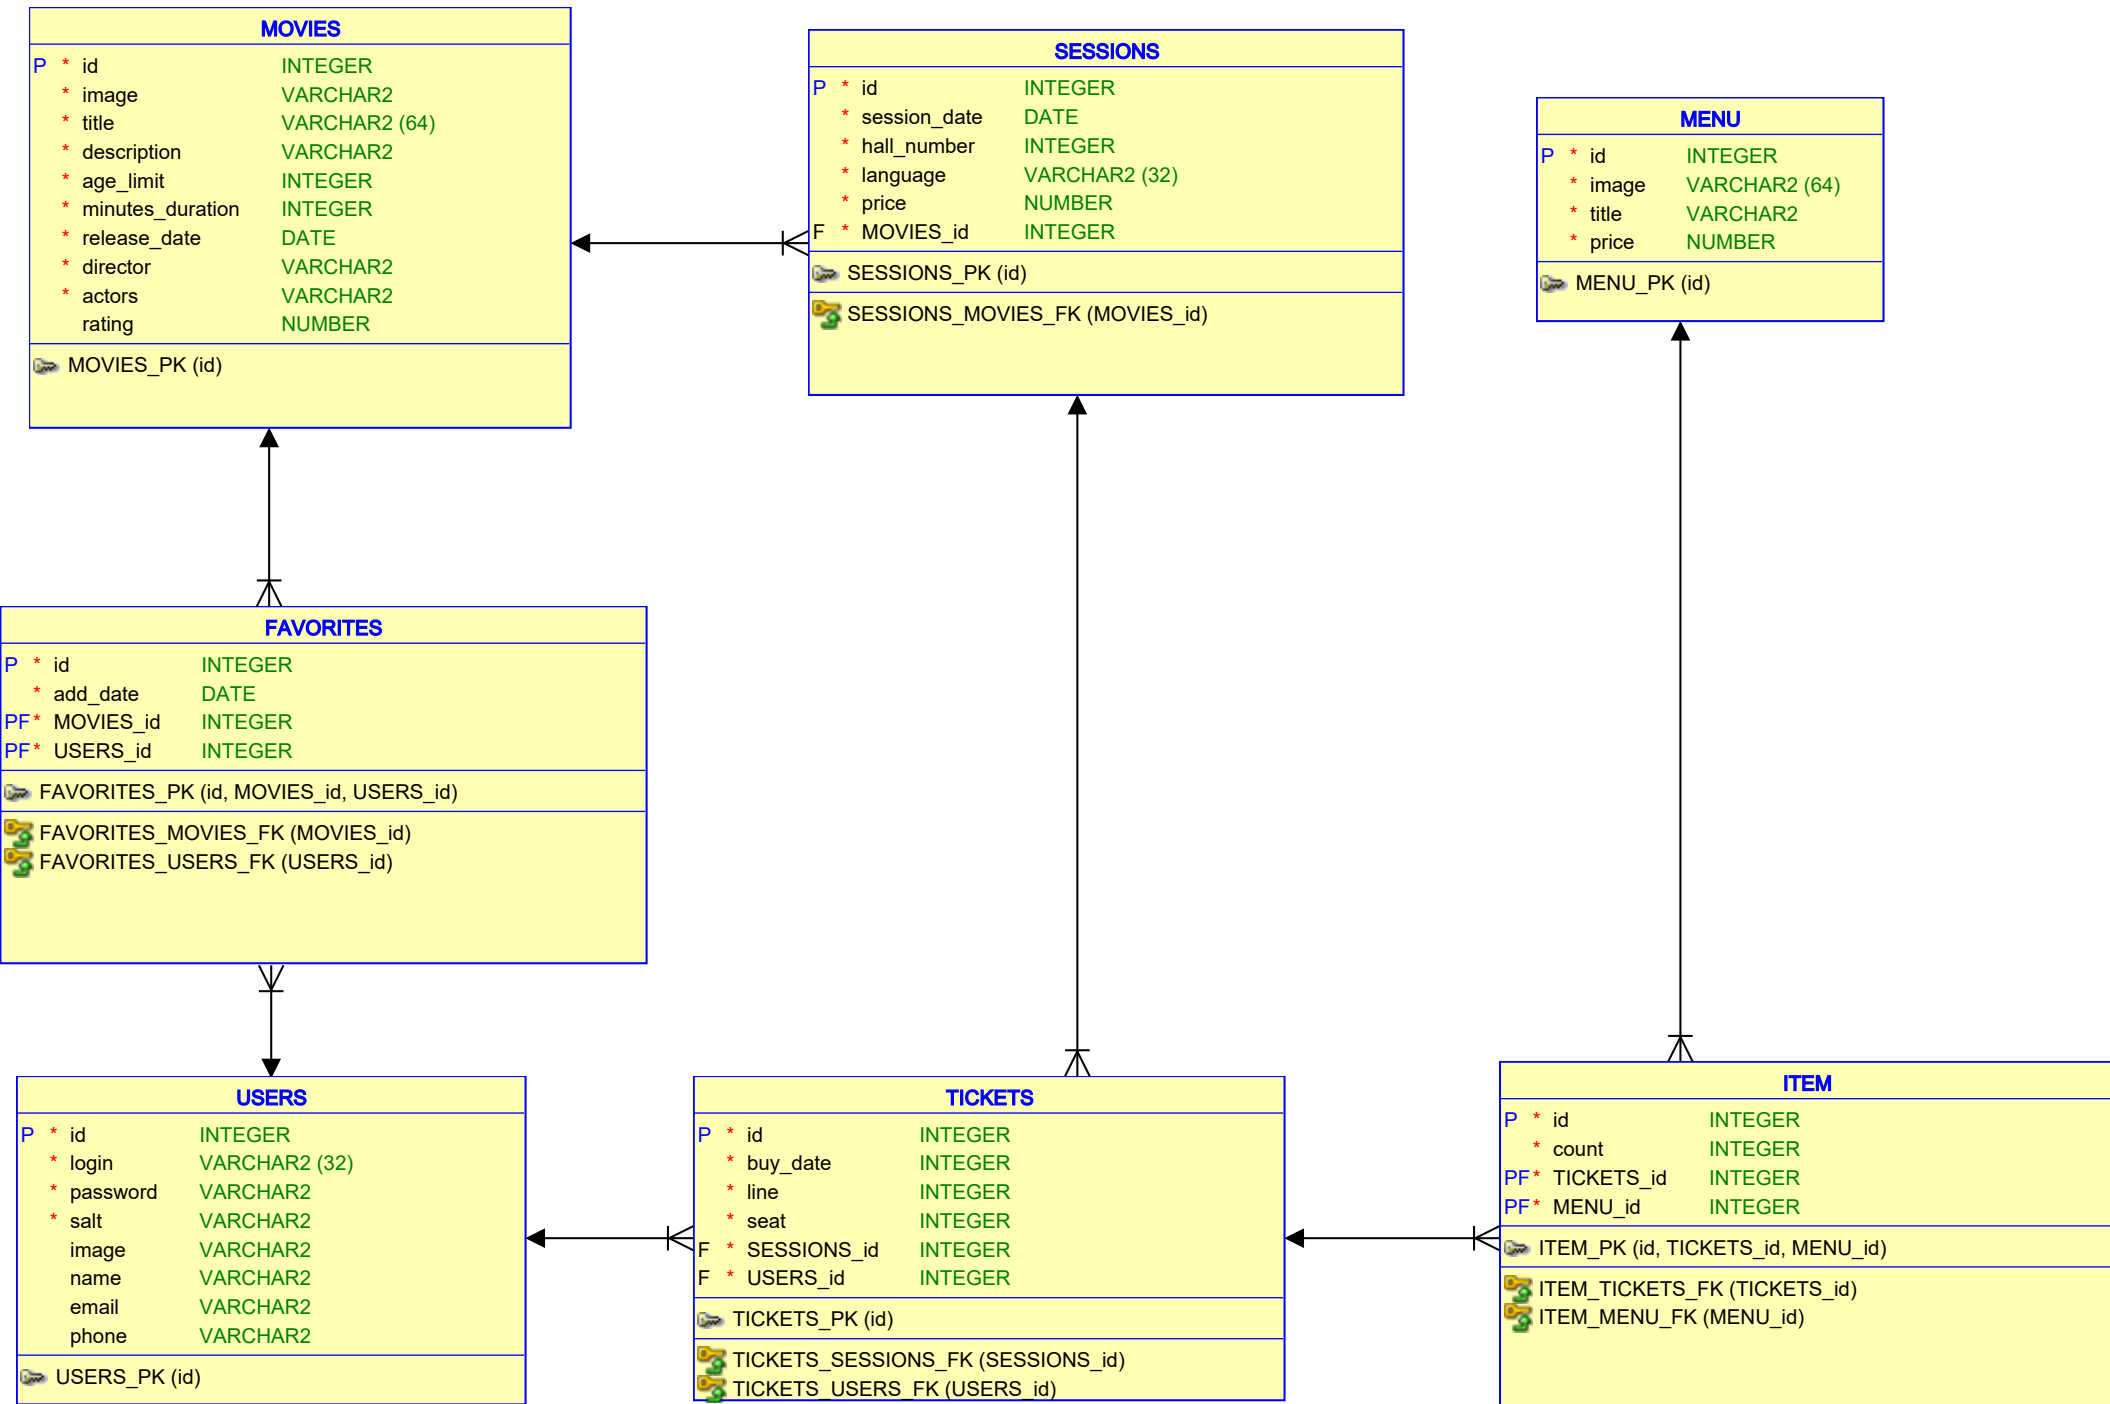 MOVIES
P * id INTEGER
* image VARCHAR2
* title VARCHAR2 (64)
* description VARCHAR2
* age_limit INTEGER
* minutes_duration INTEGER
* release_date DATE
* director VARCHAR2
* actors VARCHAR2
rating NUMBER
MOVIES_PK (id)
SESSIONS
P * id INTEGER
* session_date DATE
* hall_number INTEGER
* language VARCHAR2 (32)
* price NUMBER
F * MOVIES_id INTEGER
SESSIONS_PK (id)
SESSIONS_MOVIES_FK (MOVIES_id)
MENU
P * id INTEGER
* image VARCHAR2 (64)
* title VARCHAR2
* price NUMBER
MENU_PK (id)
FAVORITES
P * id INTEGER
* add_date DATE
PF* MOVIES_id INTEGER
PF* USERS_id INTEGER
FAVORITES_PK (id, MOVIES_id, USERS_id)
FAVORITES_MOVIES_FK (MOVIES_id)
FAVORITES_USERS_FK (USERS_id)
USERS
P * id INTEGER
* login VARCHAR2 (32)
* password VARCHAR2
* salt VARCHAR2
image VARCHAR2
name VARCHAR2
email VARCHAR2
phone VARCHAR2
USERS_PK (id)
TICKETS
P * id INTEGER
* buy_date INTEGER
* line INTEGER
* seat INTEGER
F * SESSIONS_id INTEGER
F * USERS_id INTEGER
TICKETS_PK (id)
TICKETS_SESSIONS_FK (SESSIONS_id)
TICKETS_USERS_FK (USERS_id)
ITEM
P * id INTEGER
* count INTEGER
PF* TICKETS_id INTEGER
PF* MENU_id INTEGER
ITEM_PK (id, TICKETS_id, MENU_id)
ITEM_TICKETS_FK (TICKETS_id)
ITEM_MENU_FK (MENU_id)